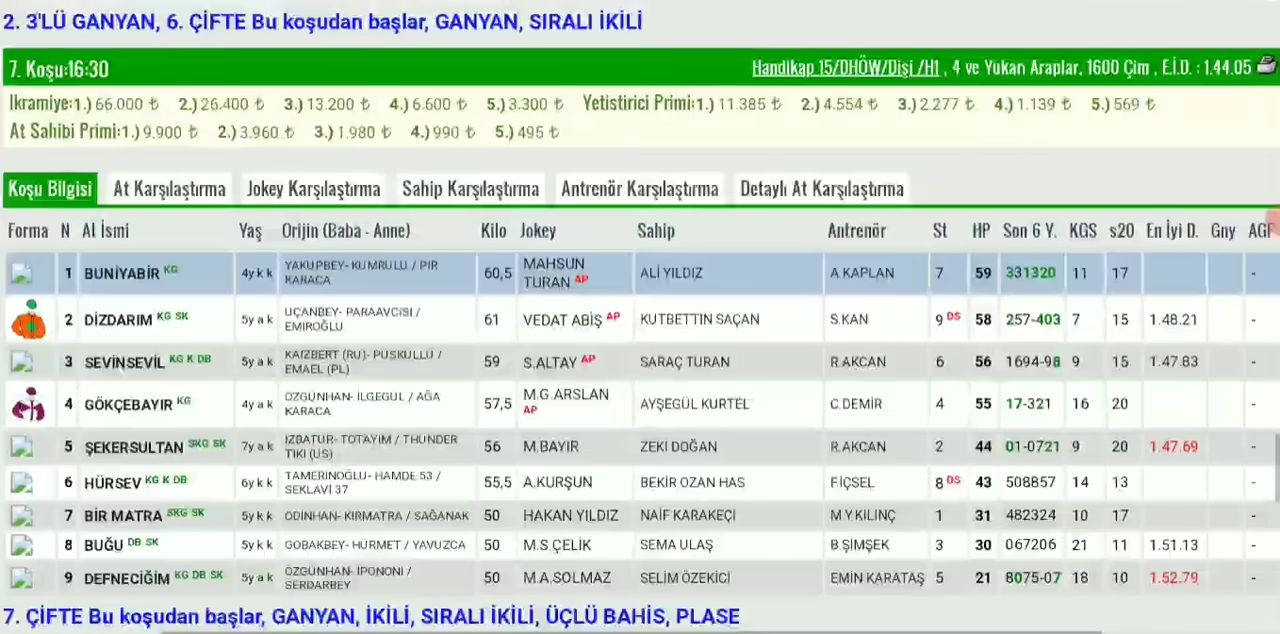 2. 3'LÜ GANYAN, 6. ÇİFTE Bu koşudan başlar, GANYAN, SIRALI İKİLİ
7. Koşu:16:30 Handikap 15/DHÖW/Dişi /H1 , 4 ve Yukarı Araplar, 1600 Çim , E.İ.D. : 1.44.05
İkramiye:1.) 66.000 ₺ 2.) 26.400 ₺ 3.) 13.200 ₺ 4.) 6.600 ₺ 5.) 3.300 ₺ Yetistirici Primi:1.) 11.385 ₺ 2.) 4.554 ₺ 3.) 2.277 ₺ 4.) 1.139 ₺ 5.) 569 ₺
At Sahibi Primi:1.) 9.900 ₺ 2.) 3.960 ₺ 3.) 1.980 ₺ 4.) 990 ₺ 5.) 495 ₺
Koşu Bilgisi At Karşılaştırma Jokey Karşılaştırma Sahip Karşılaştırma Antrenör Karşılaştırma Detaylı At Karşılaştırma
Forma N At İsmi Yaş Orijin (Baba - Anne) Kilo Jokey Sahip Antrenör St HP Son 6 Y. KGS s20 En İyi D. Gny AGF
1 BUNİYABİR KG 4y k k YAKUPBEY- KUMRULU / PIR KARACA 60,5 MAHSUN TURAN AP ALİ YILDIZ A.KAPLAN 7 59 331320 11 17 -
2 DİZDARIM KG SK 5y a k UÇANBEY- PARAAVCISI / EMIROĞLU 61 VEDAT ABİŞ AP KUTBETTIN SAÇAN S.KAN 9 DS 58 257-403 7 15 1.48.21 -
3 SEVİNSEVİL KG K DB 5y a k KAIZBERT (RU)- PUSKULLU / EMAEL (PL) 59 S.ALTAY AP SARAÇ TURAN R.AKCAN 6 56 1694-98 9 15 1.47.83 -
4 GÖKÇEBAYIR KG 4y a k OZGUNHAN- ILGEGUL / AĞA KARACA 57,5 M.G.ARSLAN AP AYŞEGÜL KURTEL C.DEMİR 4 55 17-321 16 20 -
5 ŞEKERSULTAN SKG SK 7y a k IZBATUR- TOTAYIM / THUNDER TIKI (US) 56 M.BAYIR ZEKİ DOĞAN R.AKCAN 2 44 01-0721 9 20 1.47.69 -
6 HÜRSEV KG K DB 6y k k TAMERINOĞLU- HAMDE 53 / SEKLAVİ 37 55,5 A.KURŞUN BEKİR OZAN HAS F.İÇSEL 8 DS 43 508857 14 13 -
7 BİR MATRA SKG SK 5y k k ODINHAN- KIRMATRA / SAĞANAK 50 HAKAN YILDIZ NAİF KARAKEÇİ M.Y.KILINÇ 1 31 482324 10 17 -
8 BUĞU DB SK 5y k k GOBAKBEY- HURMET / YAVUZCA 50 M.S.ÇELİK SEMA ULAŞ B.ŞİMŞEK 3 30 067206 21 11 1.51.13 -
9 DEFNECİĞİM KG DB SK 5y a k ÖZGÜNHAN- IPONONI / SERDARBEY 50 M.A.SOLMAZ SELİM ÖZEKİCİ EMIN KARATAŞ 5 21 8075-07 18 10 1.52.79 -
7. ÇİFTE Bu koşudan başlar, GANYAN, İKİLİ, SIRALI İKİLİ, ÜÇLÜ BAHİS, PLASE